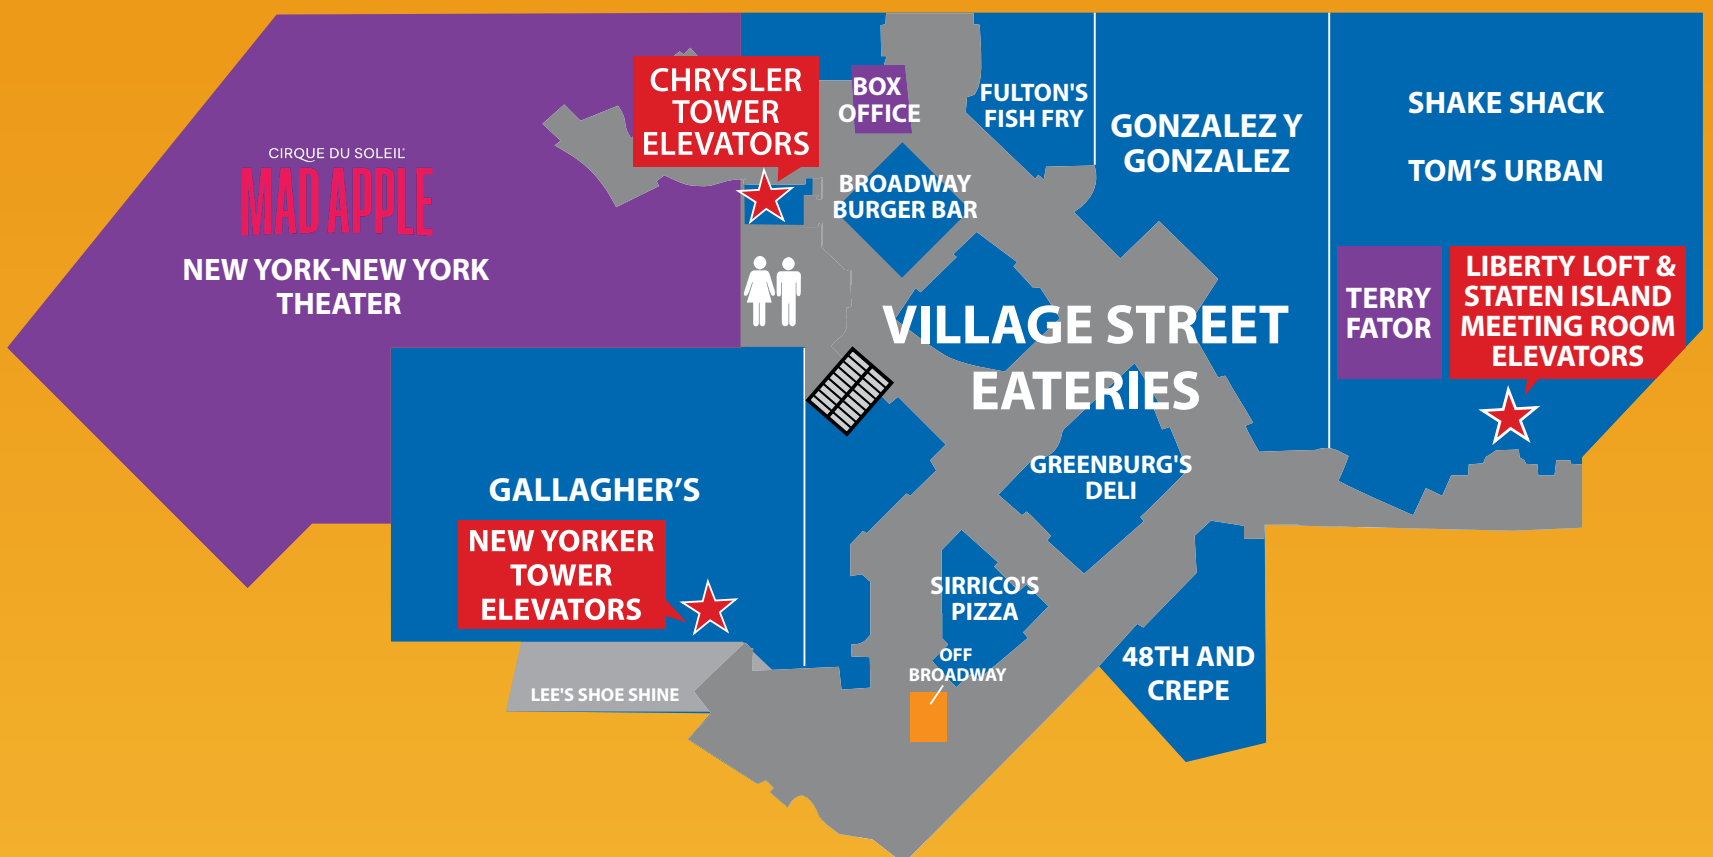 CIRQUE DU SOLEIL
MAD APPLE
NEW YORK-NEW YORK
THEATER
CHRYSLER
TOWER
ELEVATORS
BOX
OFFICE
FULTON'S
FISH FRY
GONZALEZ Y
GONZALEZ
SHAKE SHACK
TOM'S URBAN
BROADWAY
BURGER BAR
TERRY
FATOR
LIBERTY LOFT &
STATEN ISLAND
MEETING ROOM
ELEVATORS
VILLAGE STREET
EATERIES
GALLAGHER'S
NEW YORKER
TOWER
ELEVATORS
GREENBURG'S
DELI
SIRRICO'S
PIZZA
OFF
BROADWAY
48TH AND
CREPE
LEE'S SHOE SHINE